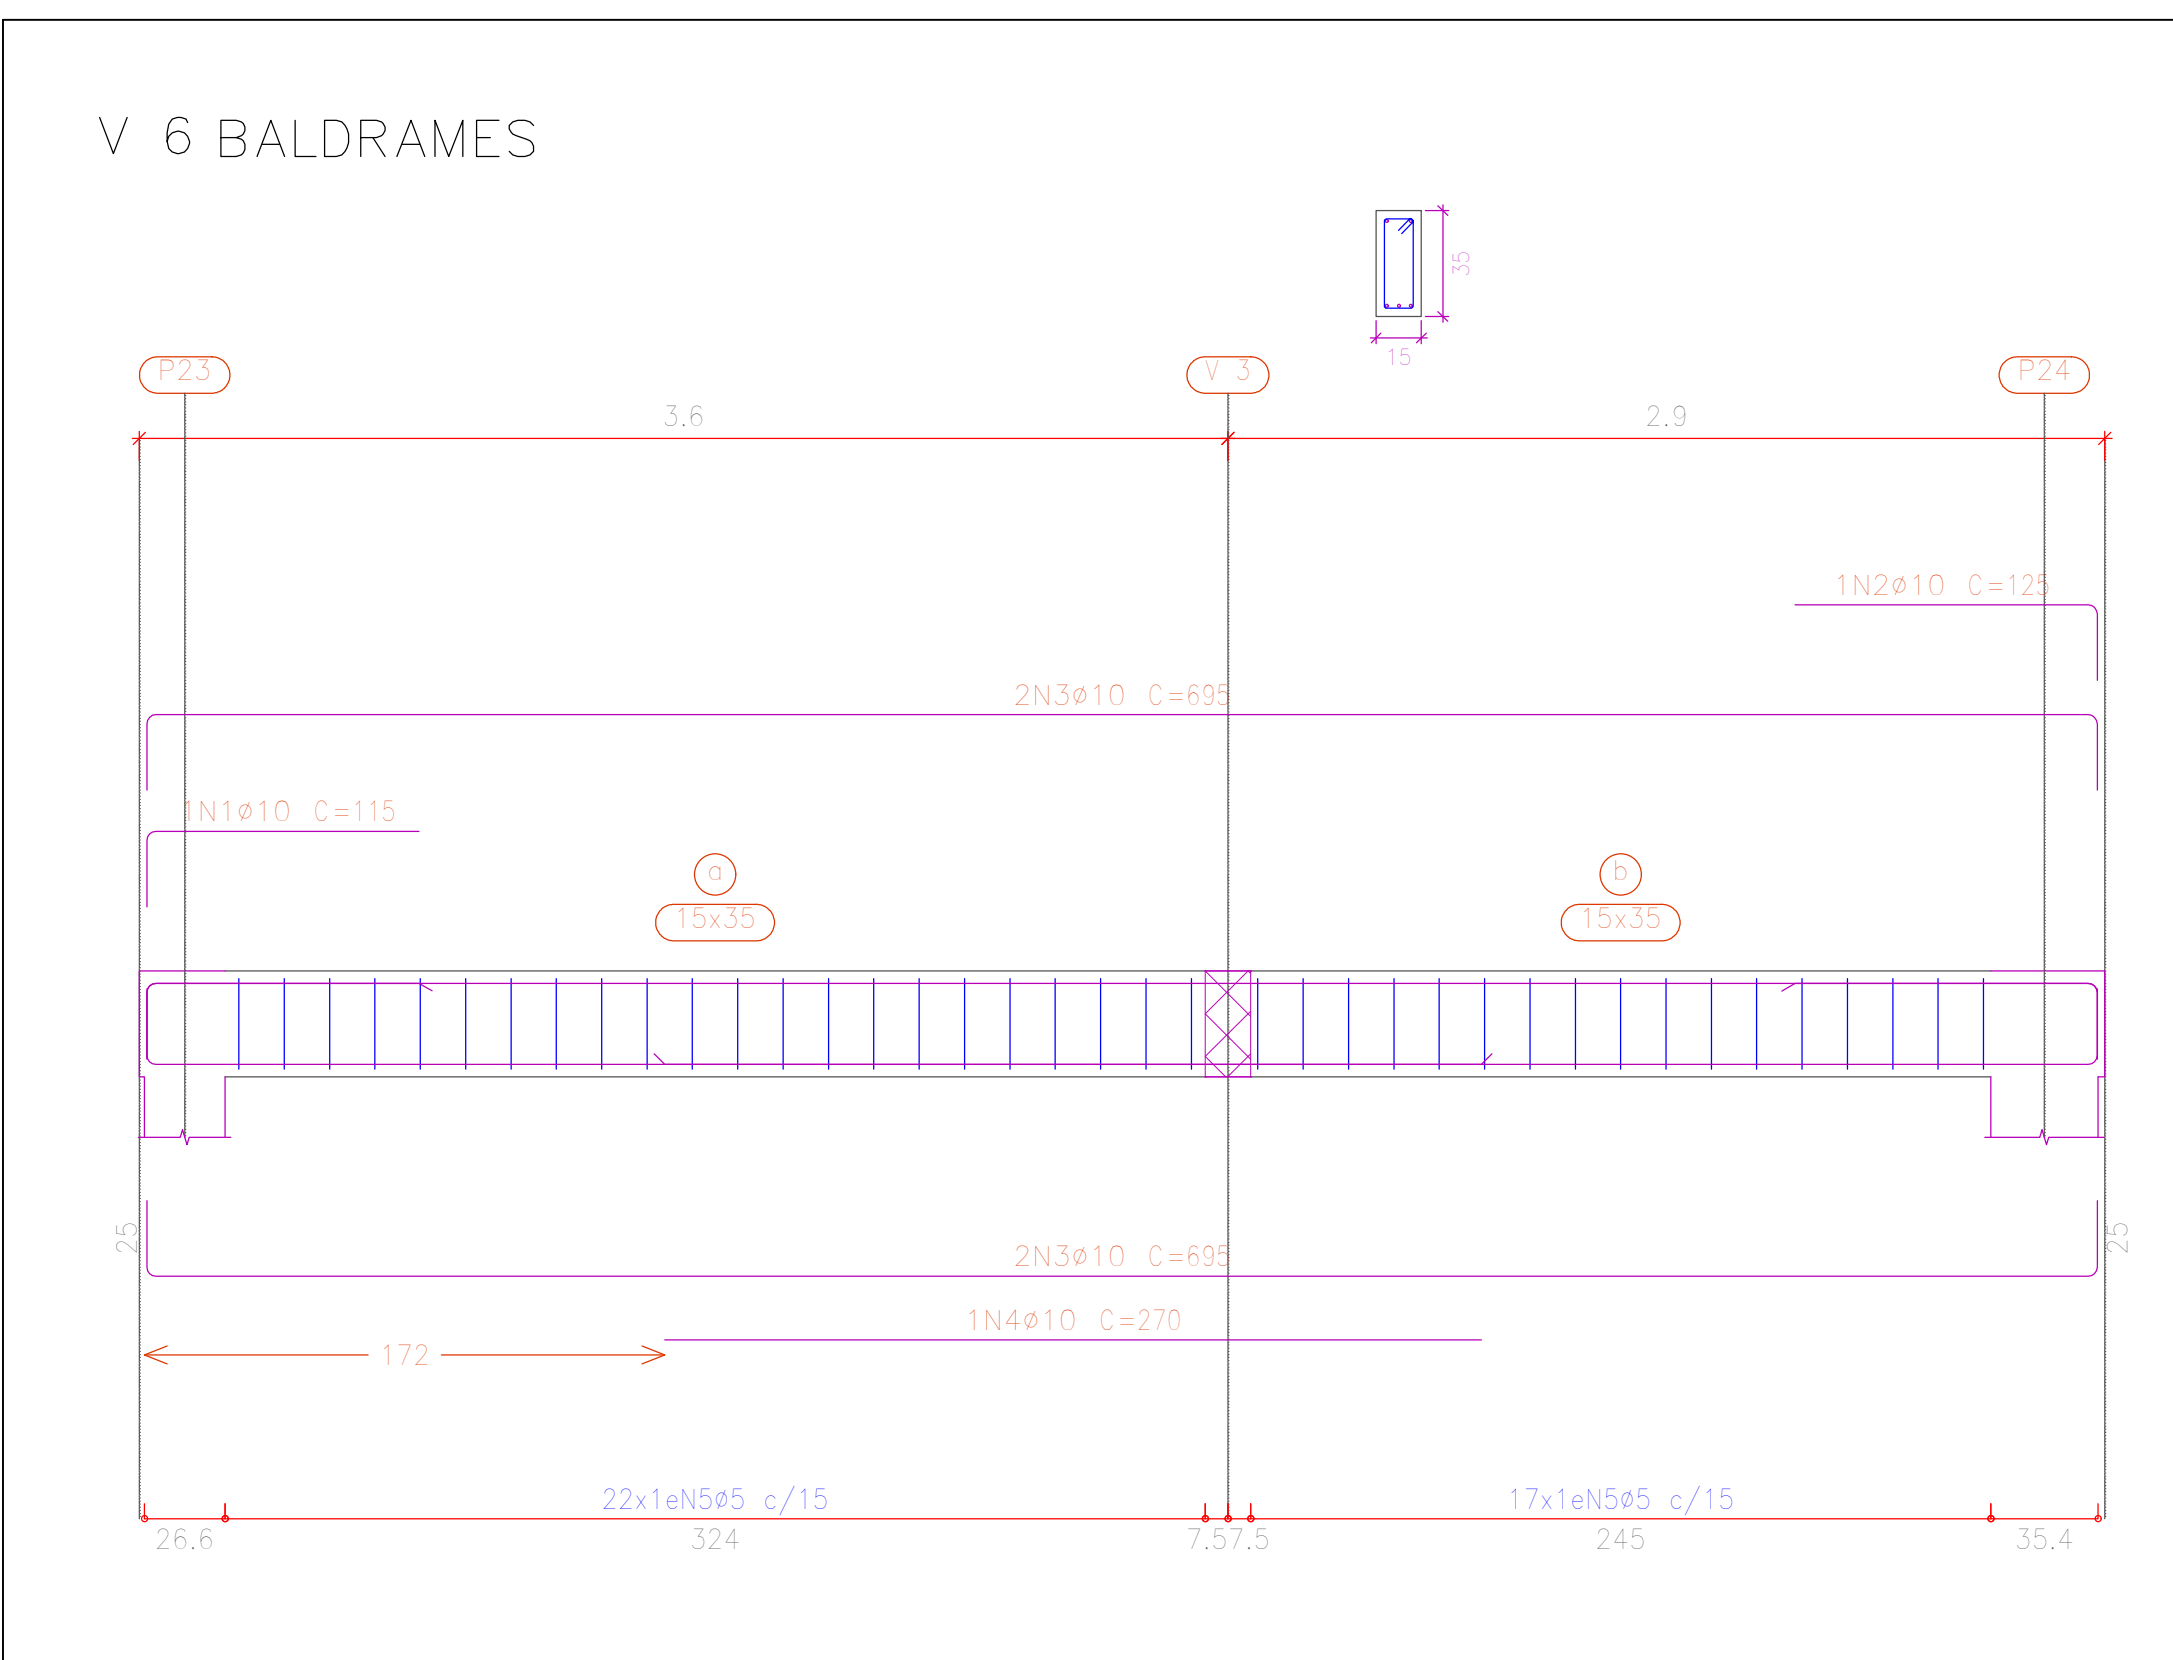 V 6 BALDRAMES
35
15
P23 V 3 P24
3.6 2.9
1N2ø10 C=125
2N3ø10 C=695
1N1ø10 C=115
a b
15x35 15x35
25 25
2N3ø10 C=695
1N4ø10 C=270
172
22x1eN5ø5 c/15 17x1eN5ø5 c/15
26.6 324 7.5 7.5 245 35.4